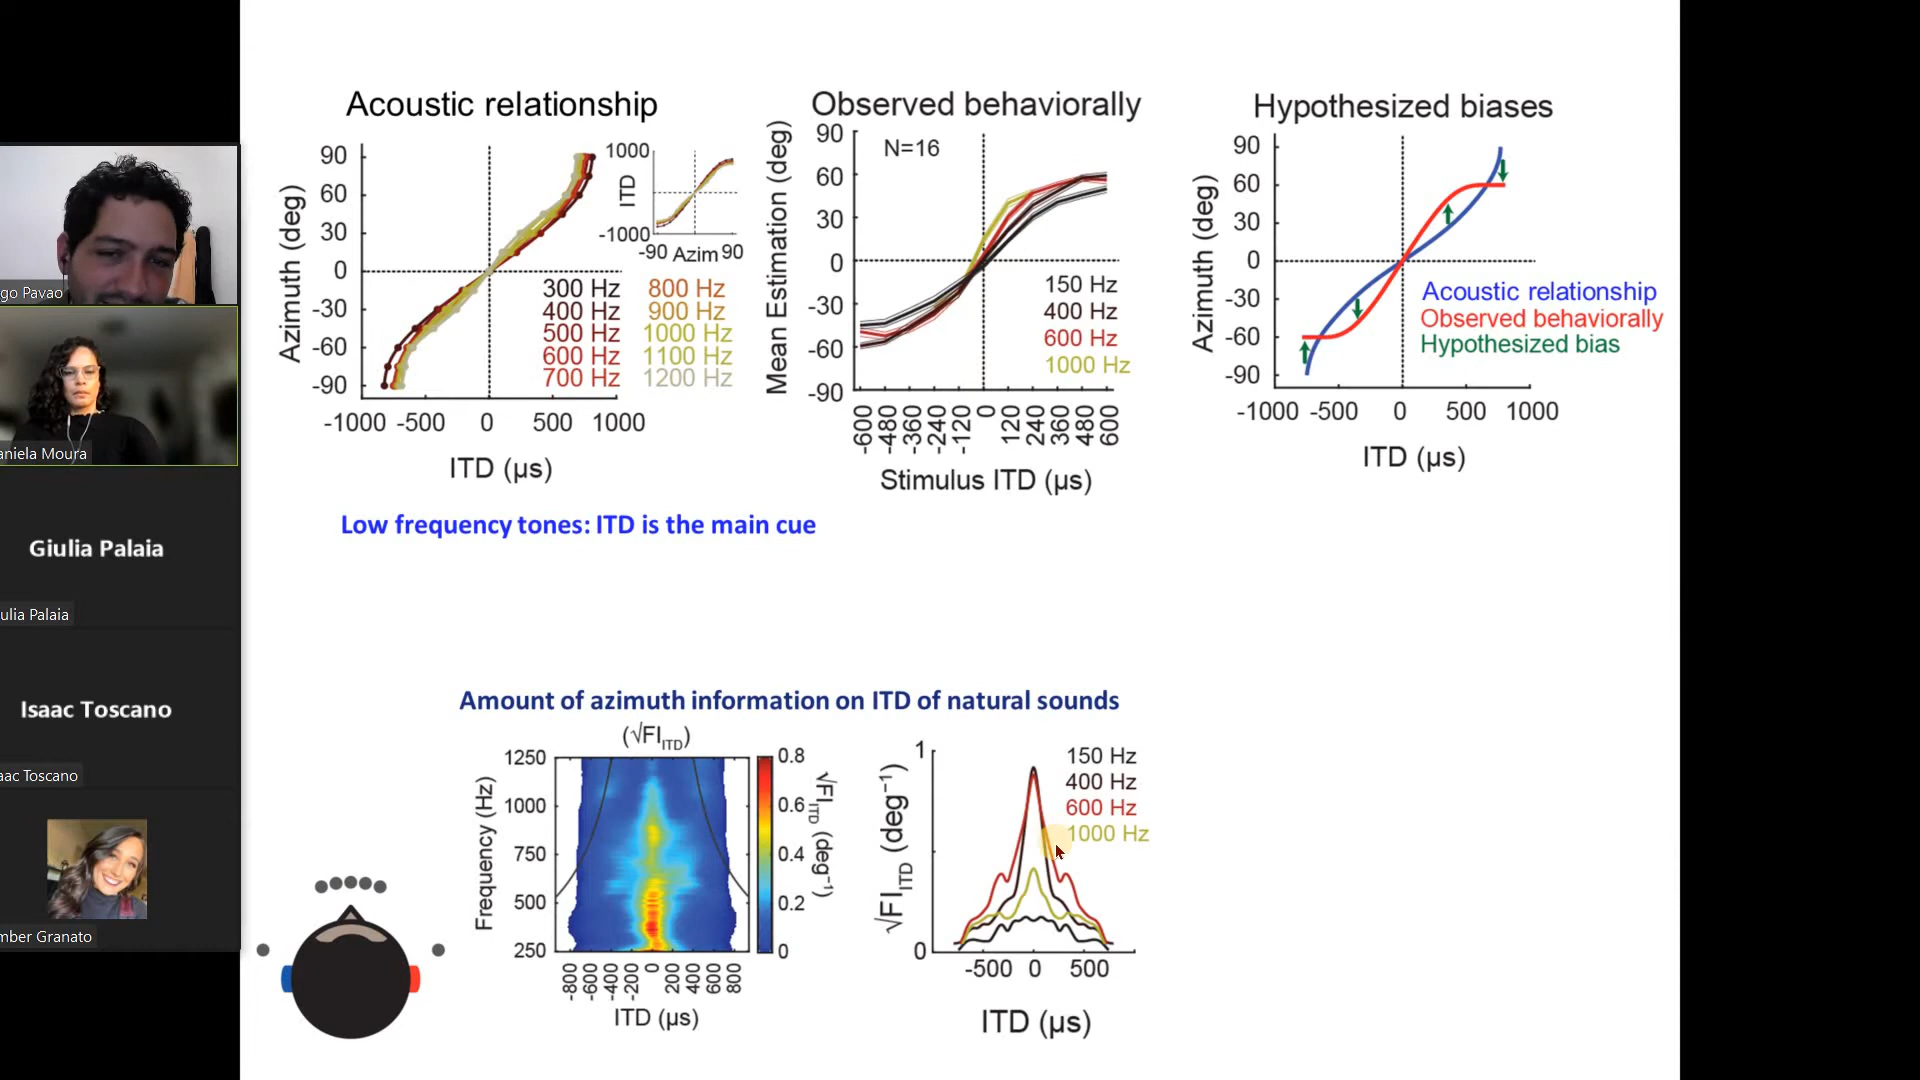 Acoustic relationship
Azimuth (deg)
90
60
30
0
-30
-60
-90
-1000 -500 0 500 1000
ITD (µs)
ITD
1000
-1000
-90 Azim 90
300 Hz
400 Hz
500 Hz
600 Hz
700 Hz
800 Hz
900 Hz
1000 Hz
1100 Hz
1200 Hz
Observed behaviorally
Mean Estimation (deg)
90
60
30
0
-30
-60
-90
N=16
150 Hz
400 Hz
600 Hz
1000 Hz
-600
-480
-360
-240
-120
0
120
240
360
480
600
Stimulus ITD (µs)
Hypothesized biases
Azimuth (deg)
90
60
30
0
-30
-60
-90
Acoustic relationship
Observed behaviorally
Hypothesized bias
-1000 -500 0 500 1000
ITD (µs)
Low frequency tones: ITD is the main cue
Amount of azimuth information on ITD of natural sounds
(√FI ITD)
Frequency (Hz)
1250
1000
750
500
250
-800
-600
-400
-200
0
200
400
600
800
ITD (µs)
0.8
0.6
0.4
0.2
0
√FI ITD (deg⁻¹)
√FI ITD (deg⁻¹)
1
0
150 Hz
400 Hz
600 Hz
1000 Hz
-500 0 500
ITD (µs)
go Pavao
aniela Moura
Giulia Palaia
ulia Palaia
Isaac Toscano
aac Toscano
mber Granato